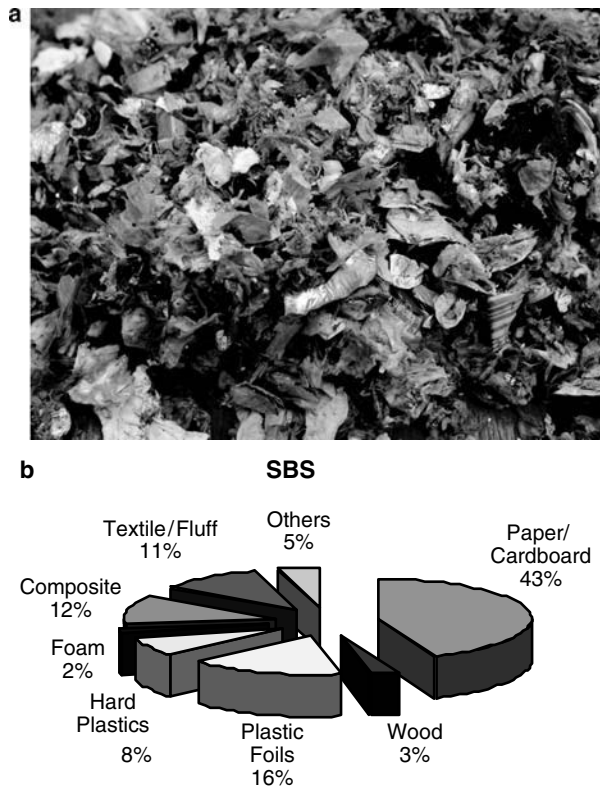 a
b
SBS
Textile/Fluff
11%
Others
5%
Paper/
Cardboard
43%
Composite
12%
Foam
2%
Hard
Plastics
8%
Plastic
Foils
16%
Wood
3%